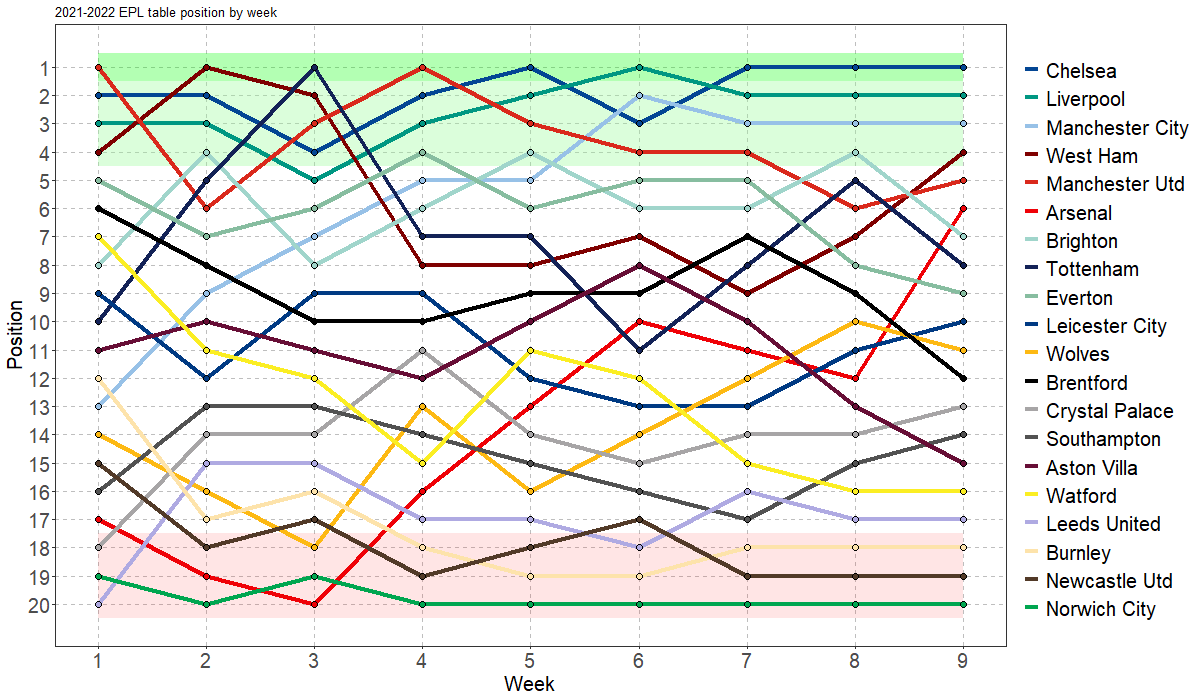 2021-2022 EPL table position by week
Position
1
2
3
4
5
6
7
8
9
10
11
12
13
14
15
16
17
18
19
20
1 2 3 4 5 6 7 8 9
Week
Chelsea
Liverpool
Manchester City
West Ham
Manchester Utd
Arsenal
Brighton
Tottenham
Everton
Leicester City
Wolves
Brentford
Crystal Palace
Southampton
Aston Villa
Watford
Leeds United
Burnley
Newcastle Utd
Norwich City